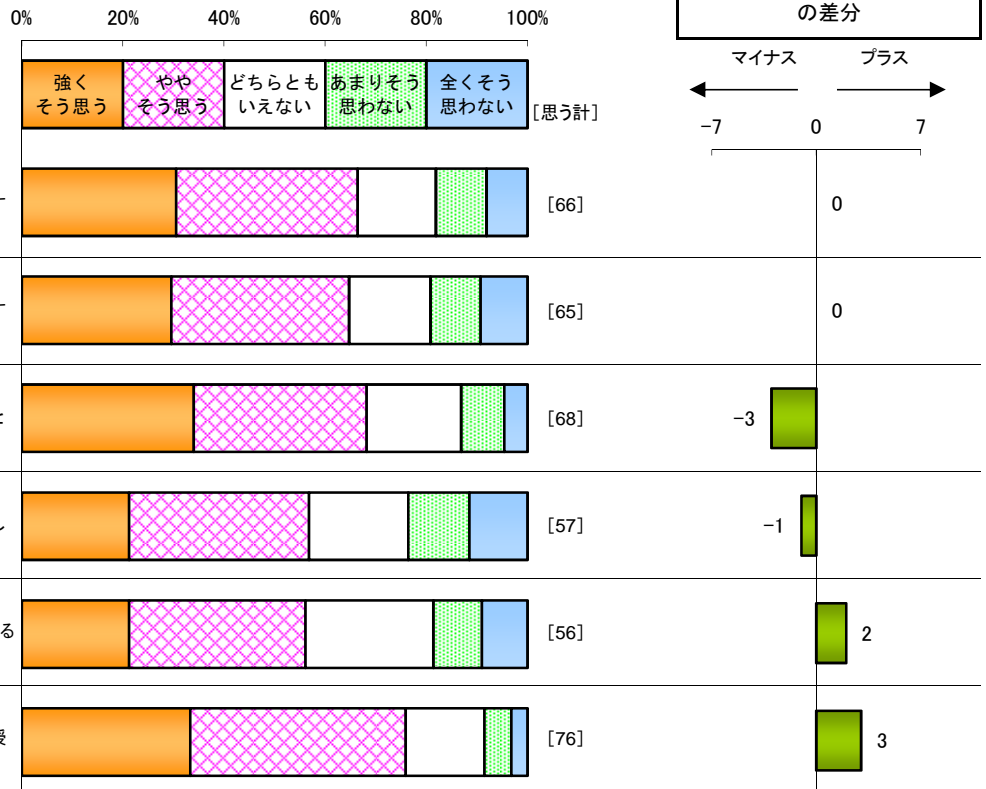 の差分
0% 20% 40% 60% 80% 100%
マイナス プラス
強く
そう思う
やや
そう思う
どちらとも
いえない
あまりそう
思わない
全くそう
思わない
[思う計]
-7 0 7
[66] 0
[65] 0
[68] -3
[57] -1
る [56] 2
[76] 3